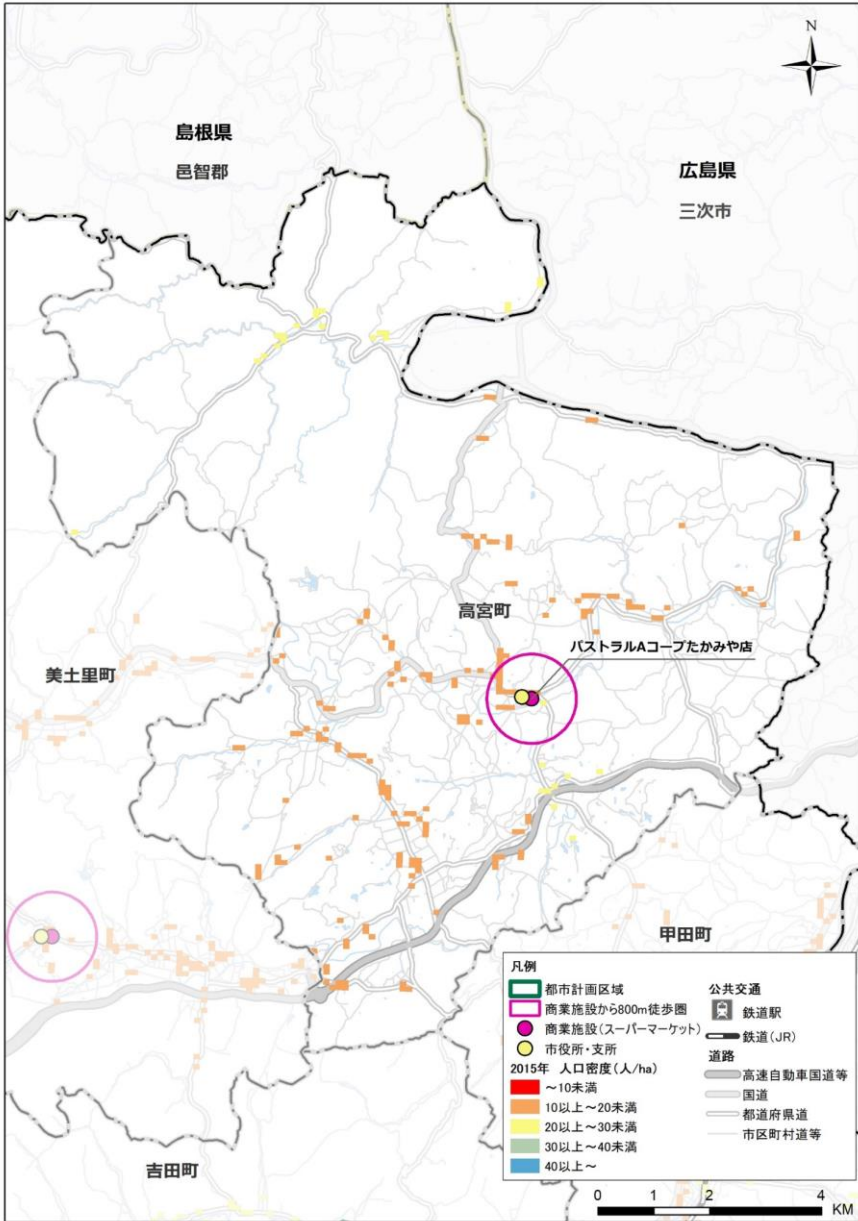 N
島根県
邑智郡
広島県
三次市
高宮町
パストラルAコープたかみや店
美土里町
甲田町
吉田町
凡例
都市計画区域
商業施設から800m徒歩圏
商業施設(スーパーマーケット)
市役所・支所
2015年 人口密度(人/ha)
～10未満
10以上～20未満
20以上～30未満
30以上～40未満
40以上～
公共交通
鉄道駅
鉄道(JR)
道路
高速自動車国道等
国道
都道府県道
市区町村道等
0 1 2 4
KM